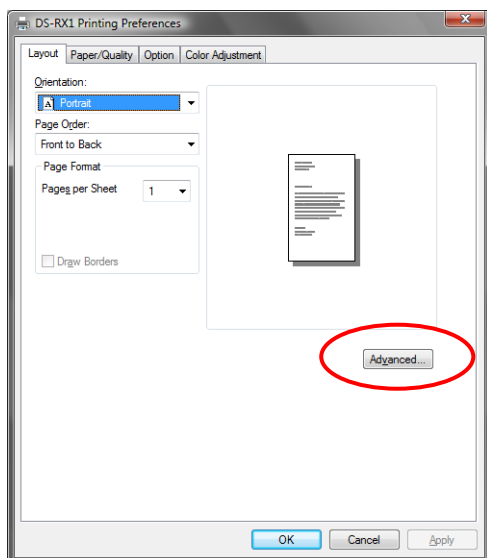 DS-RX1 Printing Preferences
Layout Paper/Quality Option Color Adjustment
Orientation:
Portrait
Page Order:
Front to Back
Page Format
Pages per Sheet 1
Draw Borders
Advanced...
OK Cancel Apply